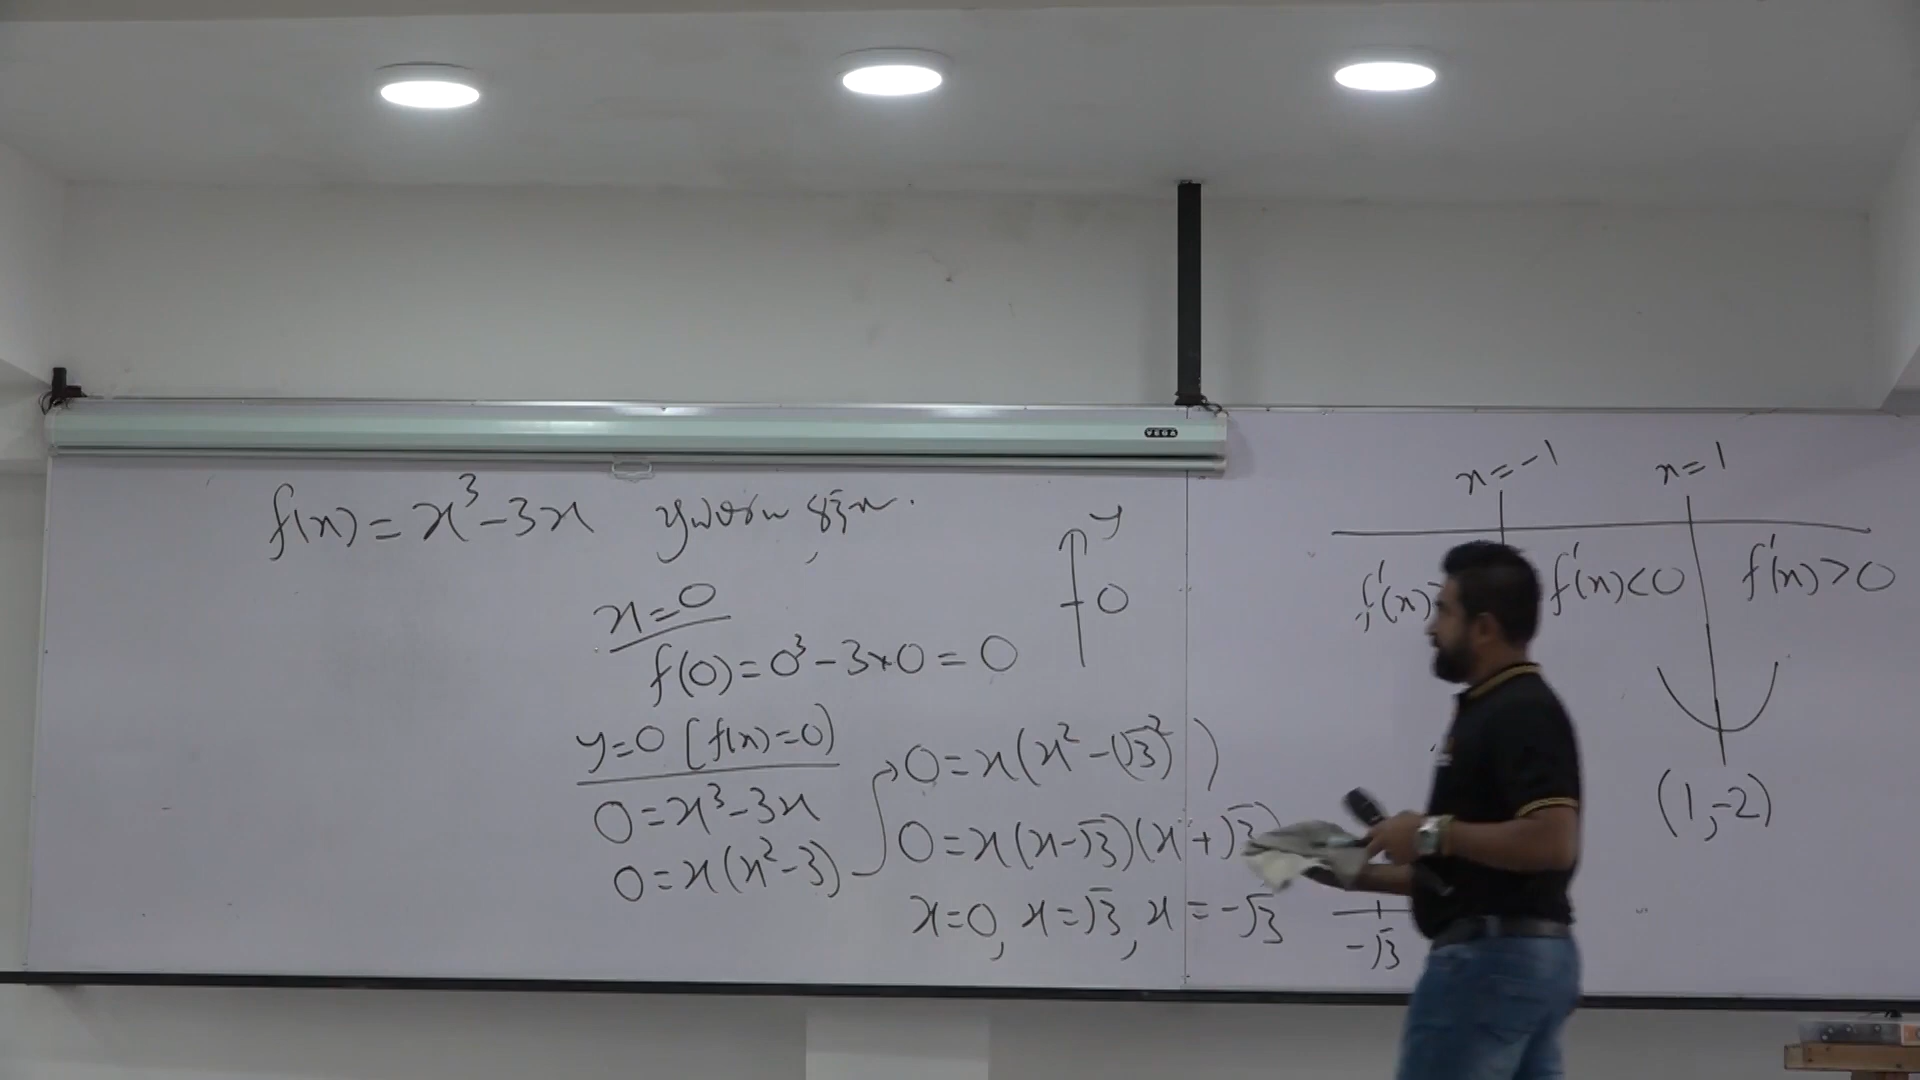 VEGA
f(x) = x³ - 3x
x = 0
f(0) = 0³ - 3×0 = 0
y = 0 [f(x) = 0)
0 = x³ - 3x
0 = x(x² - 3)
0 = x(x² - (√3)²)
0 = x(x - √3)(x + √3)
x = 0, x = √3, x = -√3
y
0
-√3
x = -1 x = 1
f'(x) f'(x) < 0 f'(x) > 0
(1, -2)